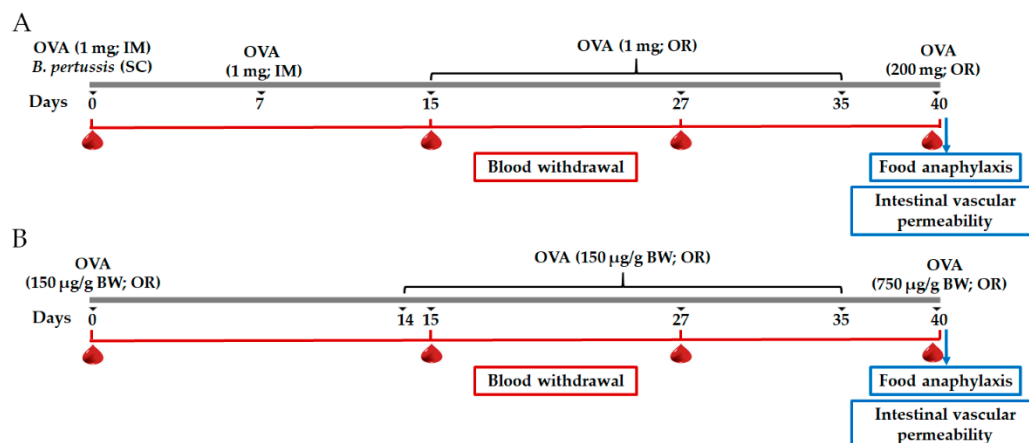 A
OVA (1 mg; IM)
B. pertussis (SC)
OVA
(1 mg; IM)
OVA (1 mg; OR)
OVA
(200 mg; OR)
Days
0
7
15
27
35
40
Blood withdrawal
Food anaphylaxis
Intestinal vascular
permeability
B
OVA
(150 µg/g BW; OR)
OVA (150 µg/g BW; OR)
OVA
(750 µg/g BW; OR)
Days
0
14
15
27
35
40
Blood withdrawal
Food anaphylaxis
Intestinal vascular
permeability